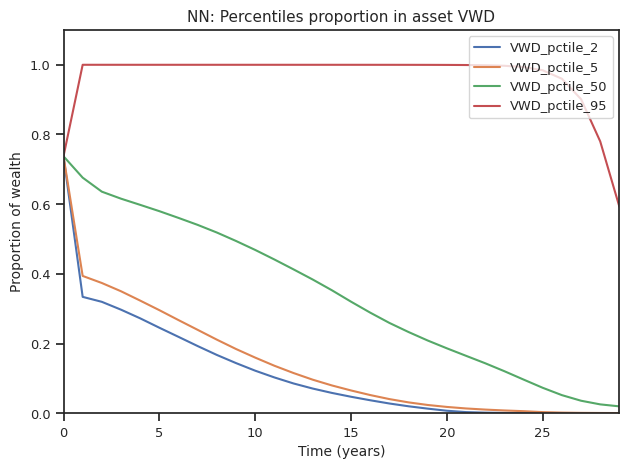 NN: Percentiles proportion in asset VWD
VWD_pctile_2
VWD_pctile_5
VWD_pctile_50
VWD_pctile_95
Proportion of wealth
1.0
0.8
0.6
0.4
0.2
0.0
0 5 10 15 20 25
Time (years)